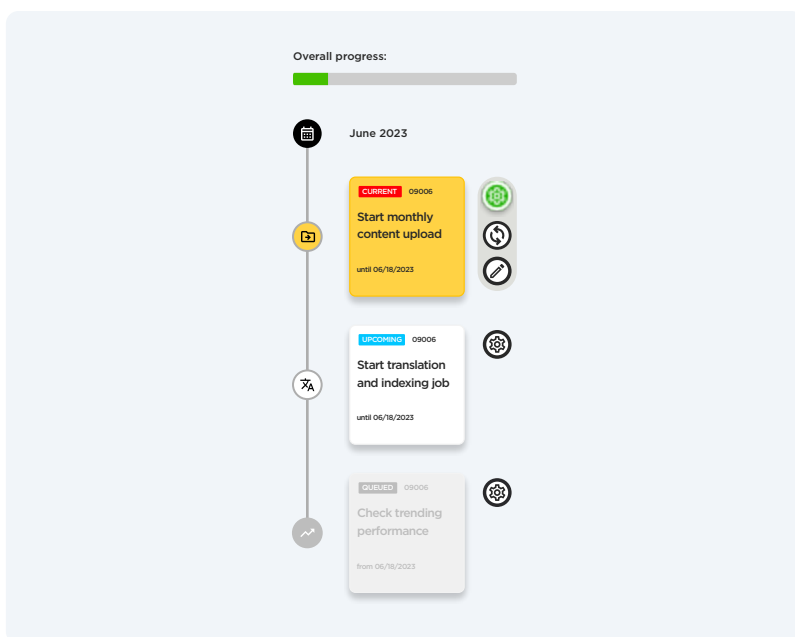 Overall progress:
June 2023
CURRENT 09006
Start monthly
content upload
until 06/18/2023
UPCOMING 09006
Start translation
and indexing job
until 06/18/2023
QUEUED 09006
Check trending
performance
from 06/18/2023